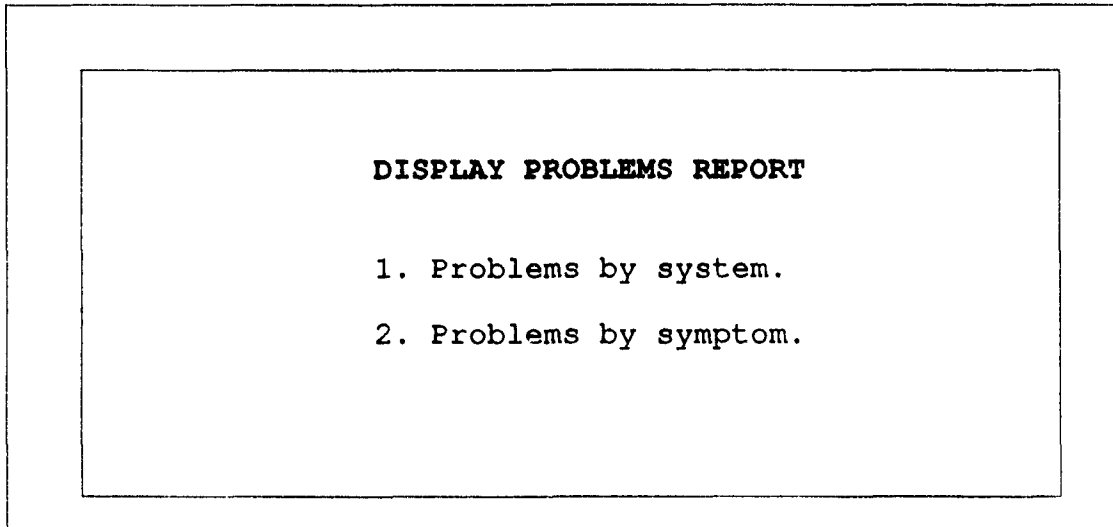 DISPLAY PROBLEMS REPORT
1. Problems by system.
2. Problems by symptom.